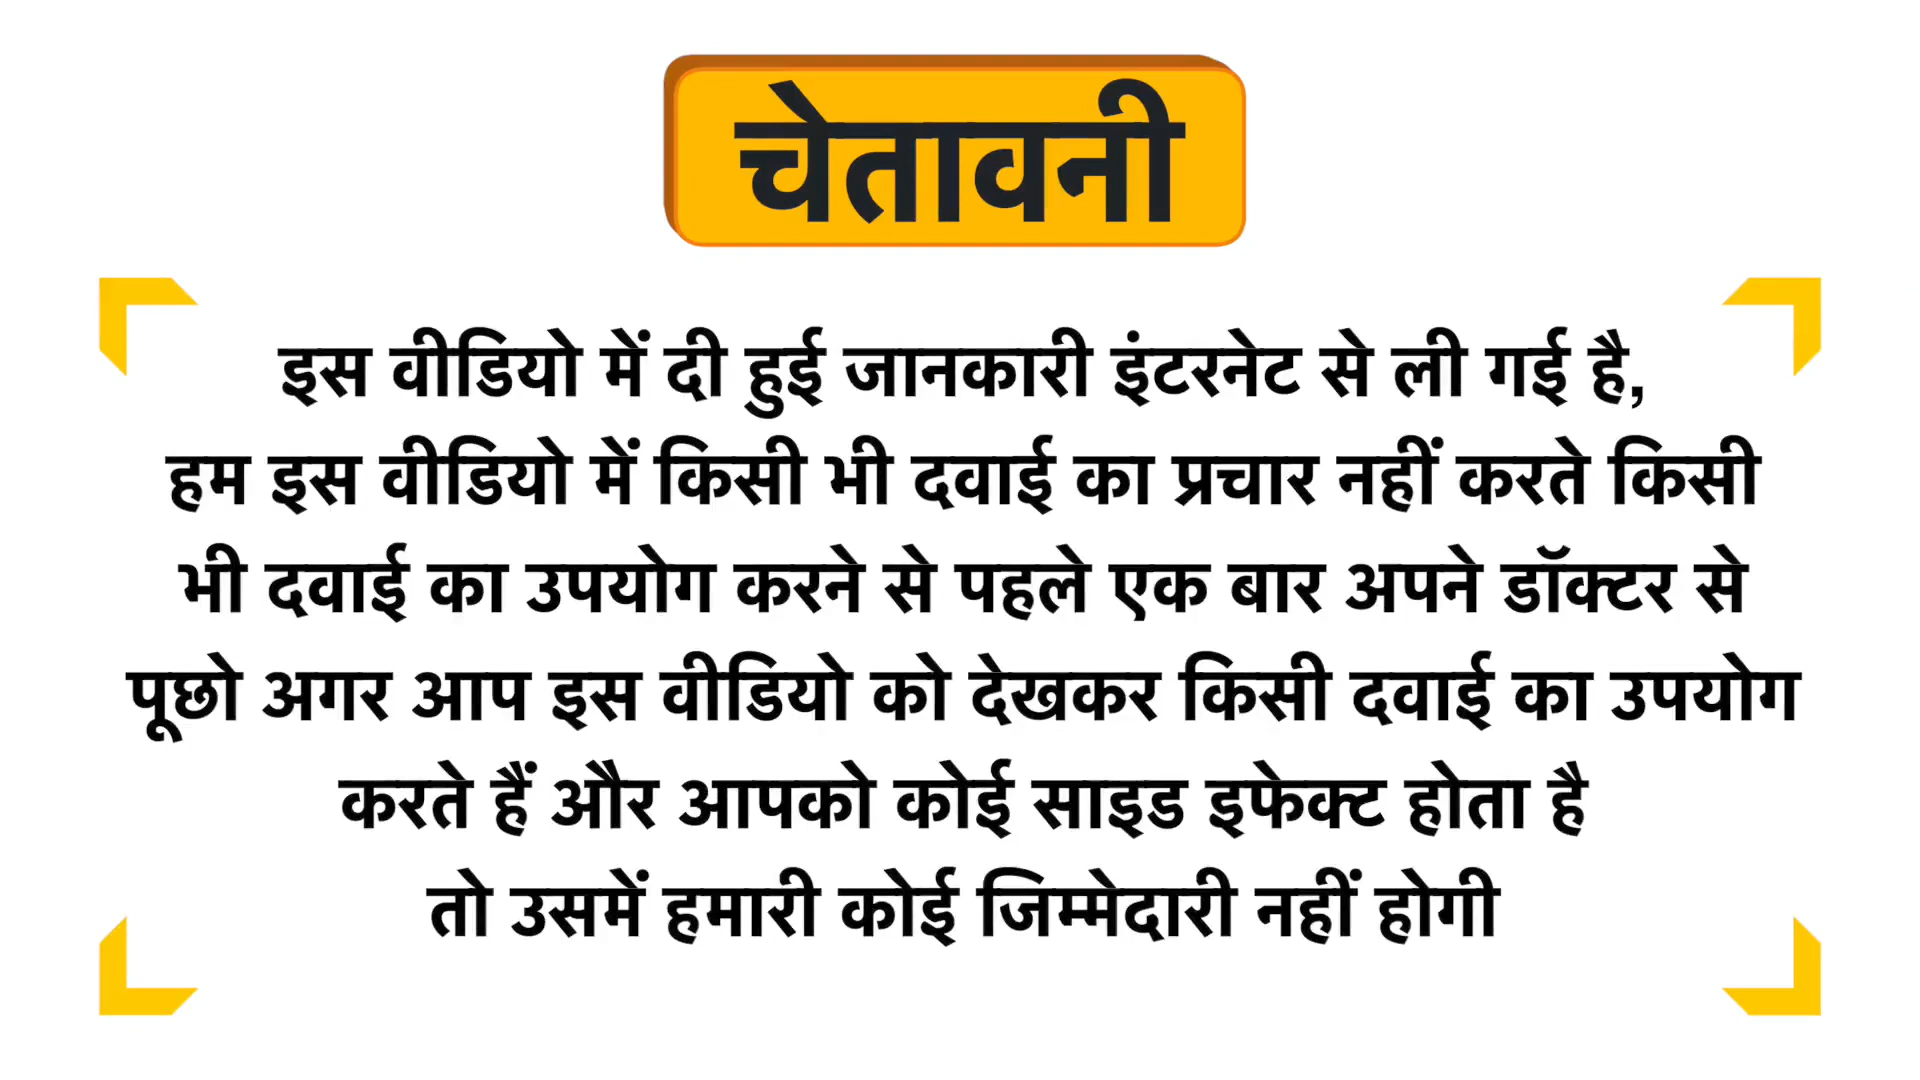 चेतावनी
इस वीडियो में दी हुई जानकारी इंटरनेट से ली गई है,
हम इस वीडियो में किसी भी दवाई का प्रचार नहीं करते किसी
भी दवाई का उपयोग करने से पहले एक बार अपने डॉक्टर से
पूछो अगर आप इस वीडियो को देखकर किसी दवाई का उपयोग
करते हैं और आपको कोई साइड इफेक्ट होता है
तो उसमें हमारी कोई जिम्मेदारी नहीं होगी